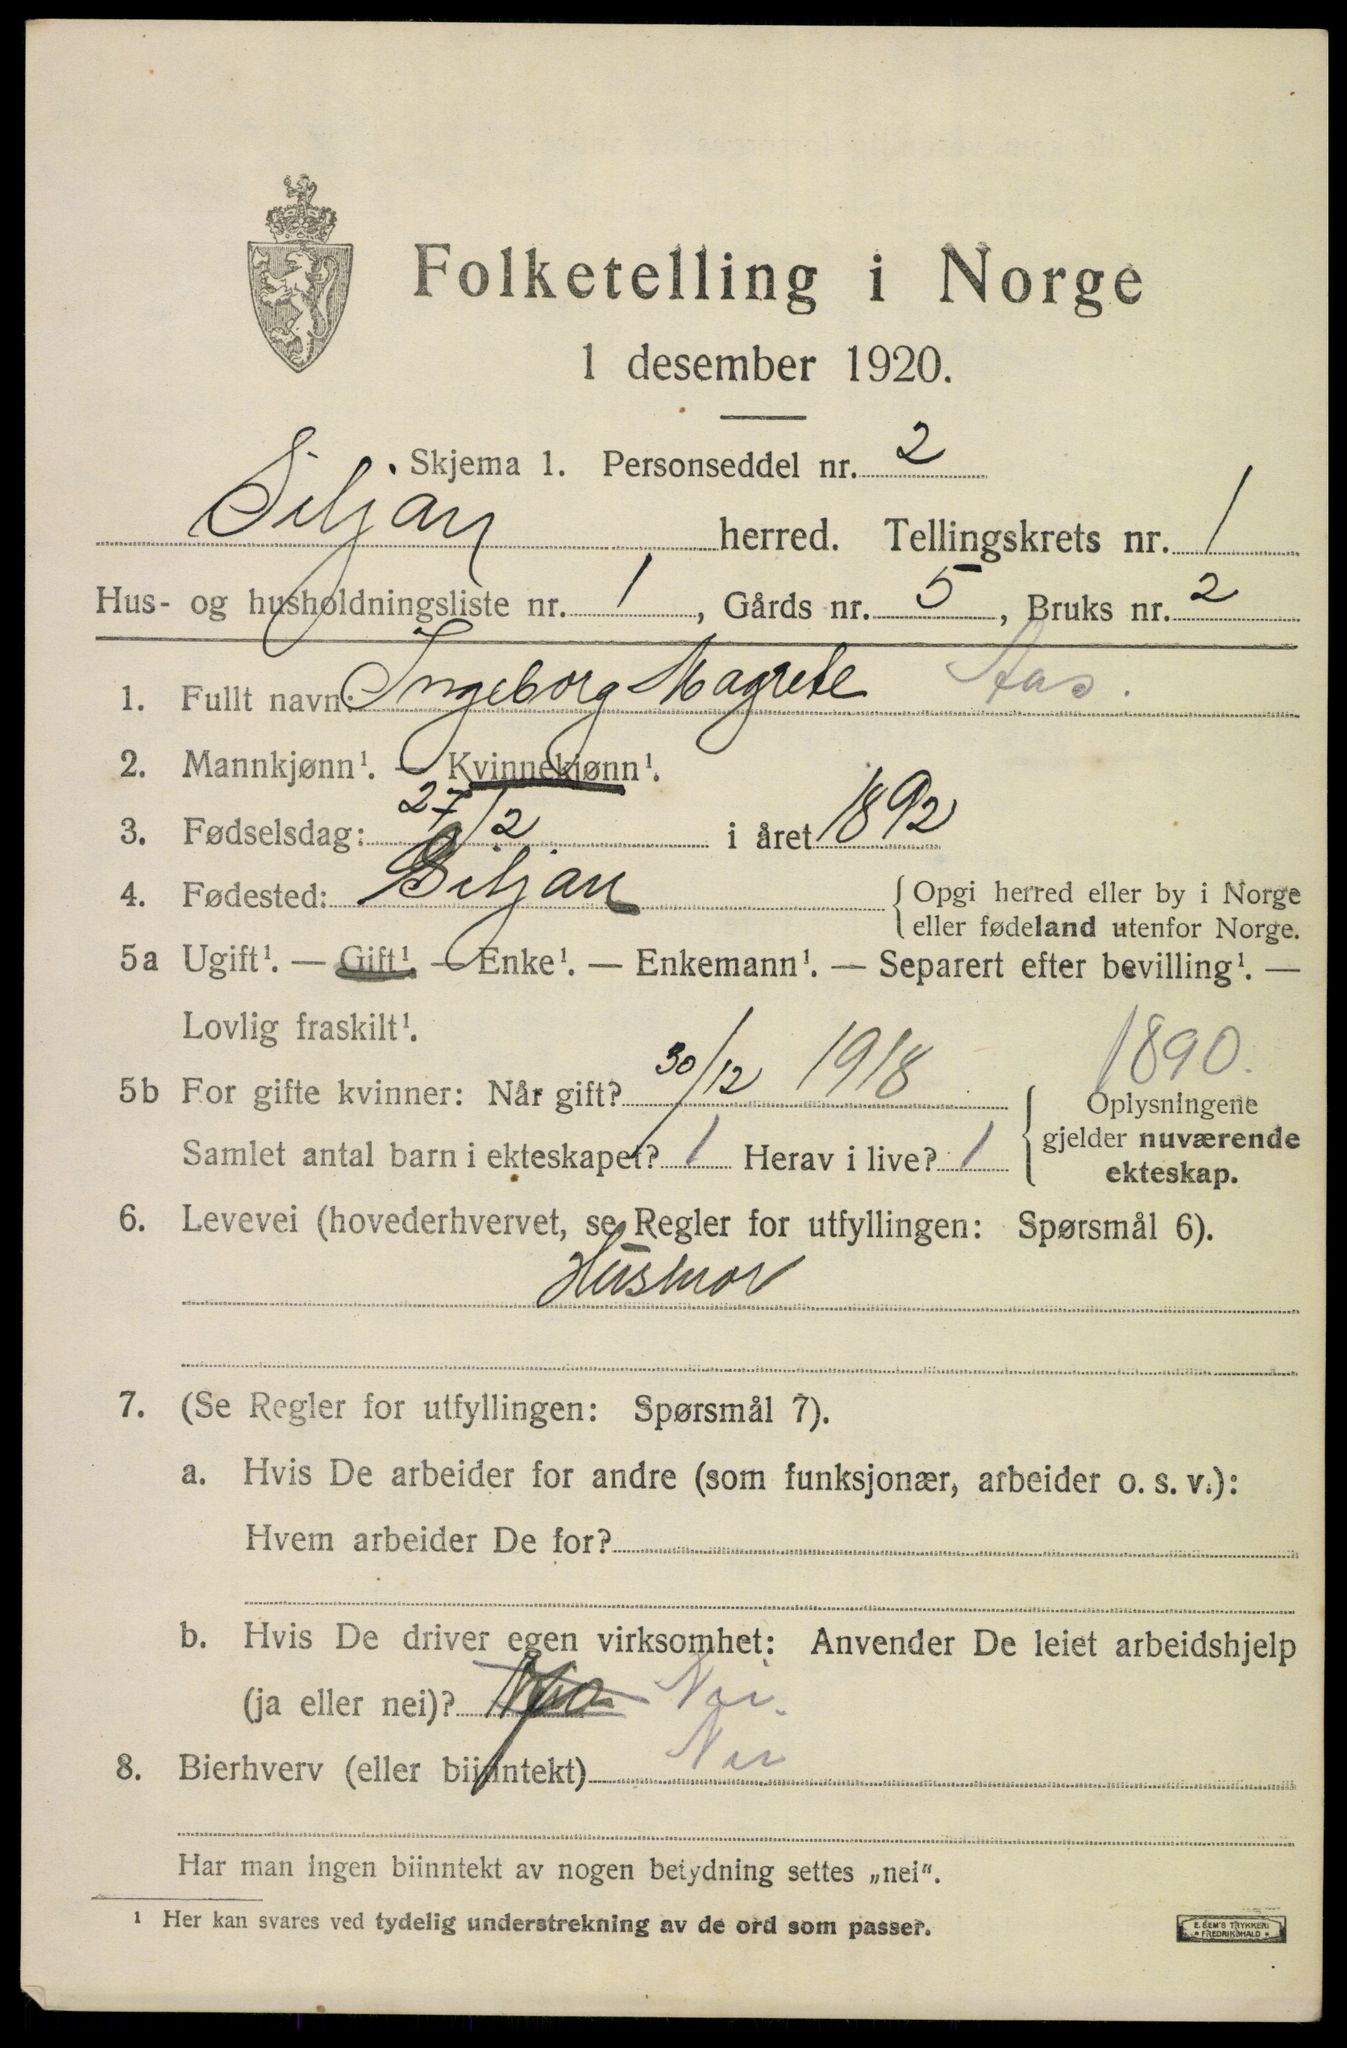 Folketelling i Norge
1 desember 1920.
Skjema 1. Personseddel nr. 2
Siljan herred. Tellingskrets nr. 1
Hus- og husholdningsliste nr. 1, Gårds nr. 5, Bruks nr. 2
1. Fullt navn: Ingeborg Magrete Aas.
2. Mannkjønn¹. — Kvinnekjønn¹.
3. Fødselsdag: 27/2 i året 1892
4. Fødested: Siljan { Opgi herred eller by i Norge
eller fødeland utenfor Norge.
5a Ugift¹. — Gift¹. — Enke¹. — Enkemann¹. — Separert efter bevilling¹. —
Lovlig fraskilt¹.
1890.
5b For gifte kvinner: Når gift? 30/12 1918 { Oplysningene
gjelder nuværende
ekteskap.
Samlet antal barn i ekteskapet? 1 Herav i live? 1
6. Levevei (hovederhvervet, se Regler for utfyllingen: Spørsmål 6).
Husmor
7. (Se Regler for utfyllingen: Spørsmål 7).
a. Hvis De arbeider for andre (som funksjonær, arbeider o. s. v.):
Hvem arbeider De for?
b. Hvis De driver egen virksomhet: Anvender De leiet arbeidshjelp
(ja eller nei)? Nei.
8. Bierhverv (eller biinntekt) Nei
Har man ingen biinntekt av nogen betydning settes „nei“.
¹ Her kan svares ved tydelig understrekning av de ord som passer.
E. SEM'S TRYKKERI
* FREDRIKSHALD *